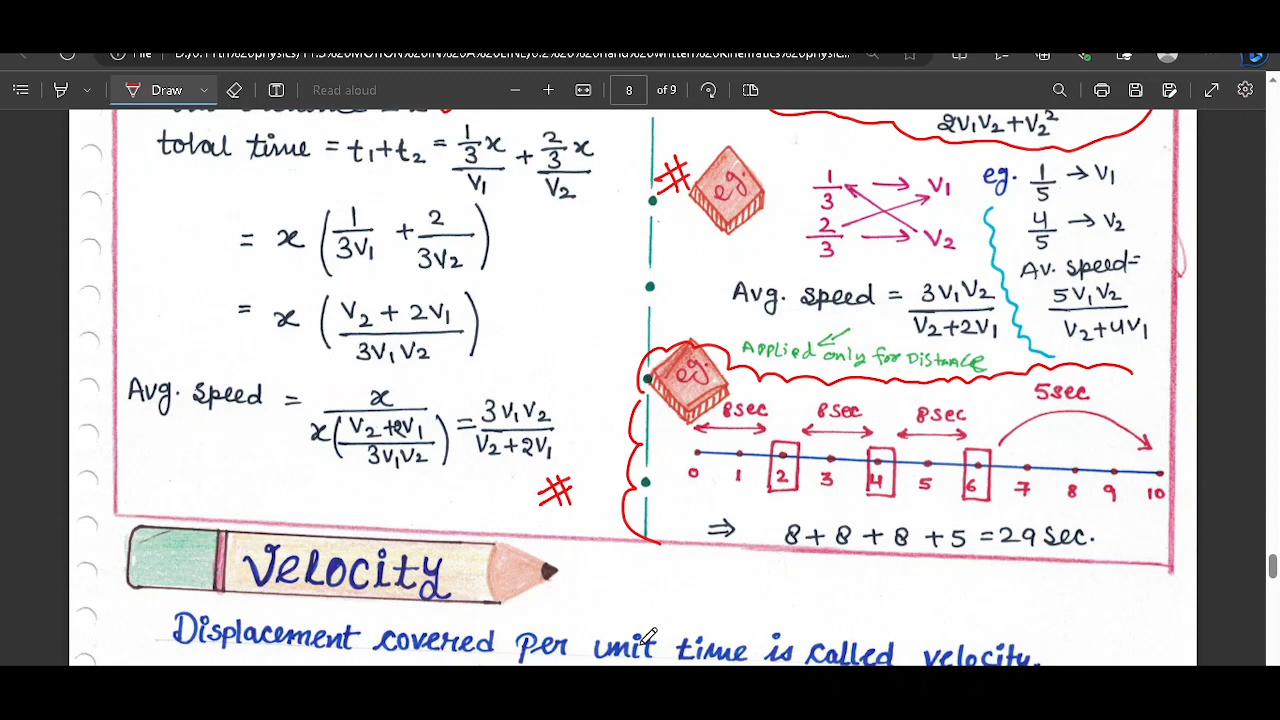 Draw
Read aloud
8 of 9
total time = t₁+t₂ = 1/3 x / V₁ + 2/3 x / V₂
= x (1/3V₁ + 2/3V₂)
= x (V₂ + 2V₁ / 3V₁V₂)
Avg. speed = x / x(V₂+2V₁ / 3V₁V₂) = 3V₁V₂ / V₂+2V₁
#
2V₁V₂+V₂²
# eg.
1/3 → V₁
2/3 → V₂
Avg. speed = 3V₁V₂ / V₂+2V₁
eg. 1/5 → V₁
4/5 → V₂
Av. speed=
5V₁V₂ / V₂+4V₁
Applied only for Distance
eg.
8sec 8sec 8sec 5sec
0 1 2 3 4 5 6 7 8 9 10
⇒ 8+8+8+5=29 sec.
Velocity
Displacement covered per unit time is called velocity.